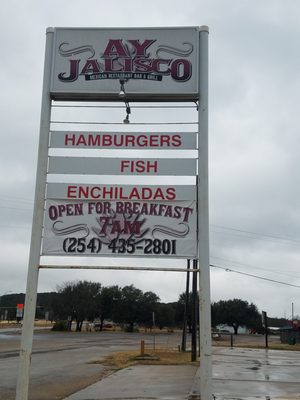 AY
JALISCO
MEXICAN RESTAURANT BAR & GRILL
HAMBURGERS
FISH
ENCHILADAS
OPEN FOR BREAKFAST
7AM
(254) 435-2801